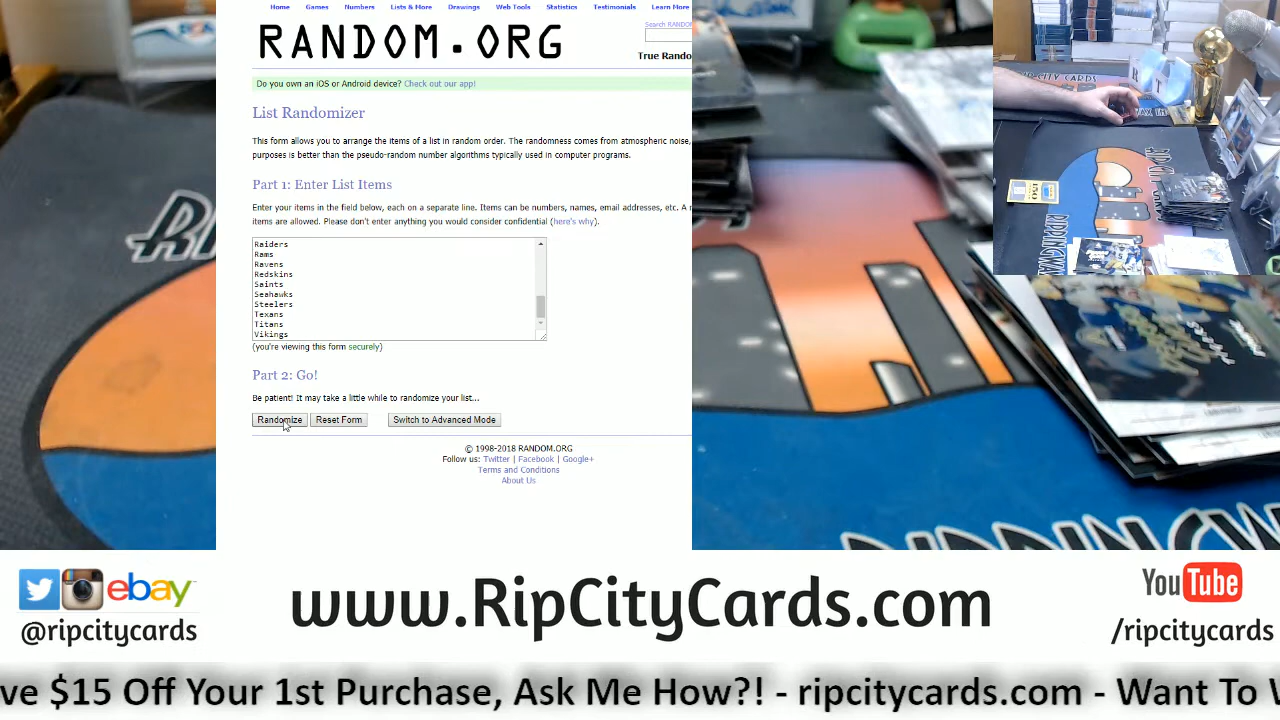 Home Games Numbers Lists & More Drawings Web Tools Statistics Testimonials Learn More
RANDOM.ORG
Search RANDOM
True Rando
Do you own an iOS or Android device? Check out our app!
List Randomizer
This form allows you to arrange the items of a list in random order. The randomness comes from atmospheric noise,
purposes is better than the pseudo-random number algorithms typically used in computer programs.
Part 1: Enter List Items
Enter your items in the field below, each on a separate line. Items can be numbers, names, email addresses, etc. A
items are allowed. Please don't enter anything you would consider confidential (here's why).
Raiders
Rams
Ravens
Redskins
Saints
Seahawks
Steelers
Texans
Titans
Vikings
(you're viewing this form securely)
Part 2: Go!
Be patient! It may take a little while to randomize your list...
Randomize Reset Form Switch to Advanced Mode
© 1998-2018 RANDOM.ORG
Follow us: Twitter | Facebook | Google+
Terms and Conditions
About Us
ebay
@ripcitycards
www.RipCityCards.com
YouTube
/ripcitycards
ve $15 Off Your 1st Purchase, Ask Me How?! - ripcitycards.com - Want To